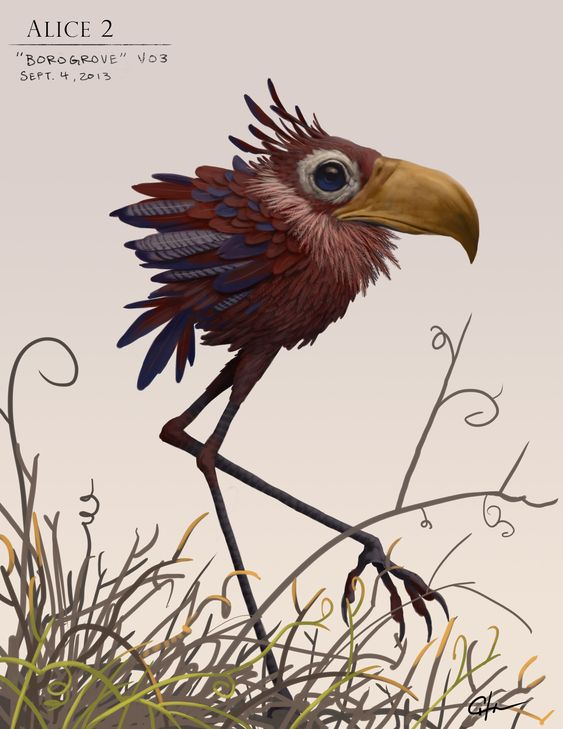 ALICE 2
"BOROGROVE" V03
SEPT. 4, 2013